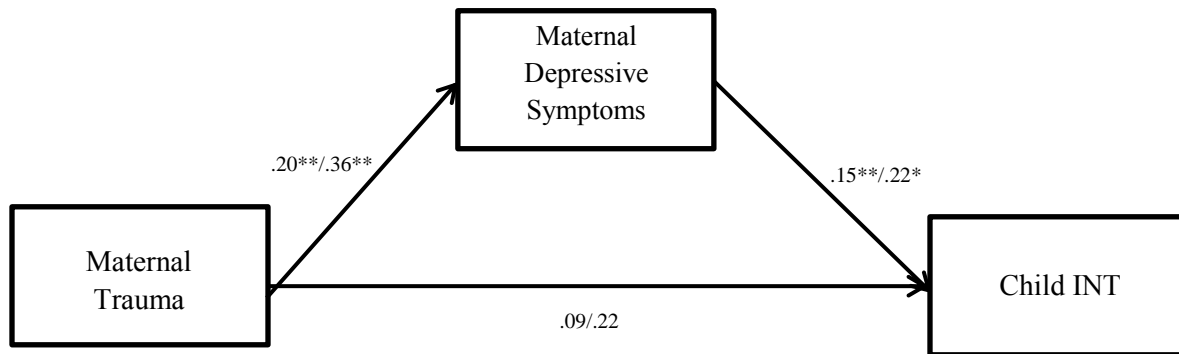 Maternal
Depressive
Symptoms
.20**/.36**
.15**/.22*
Maternal
Trauma
Child INT
.09/.22